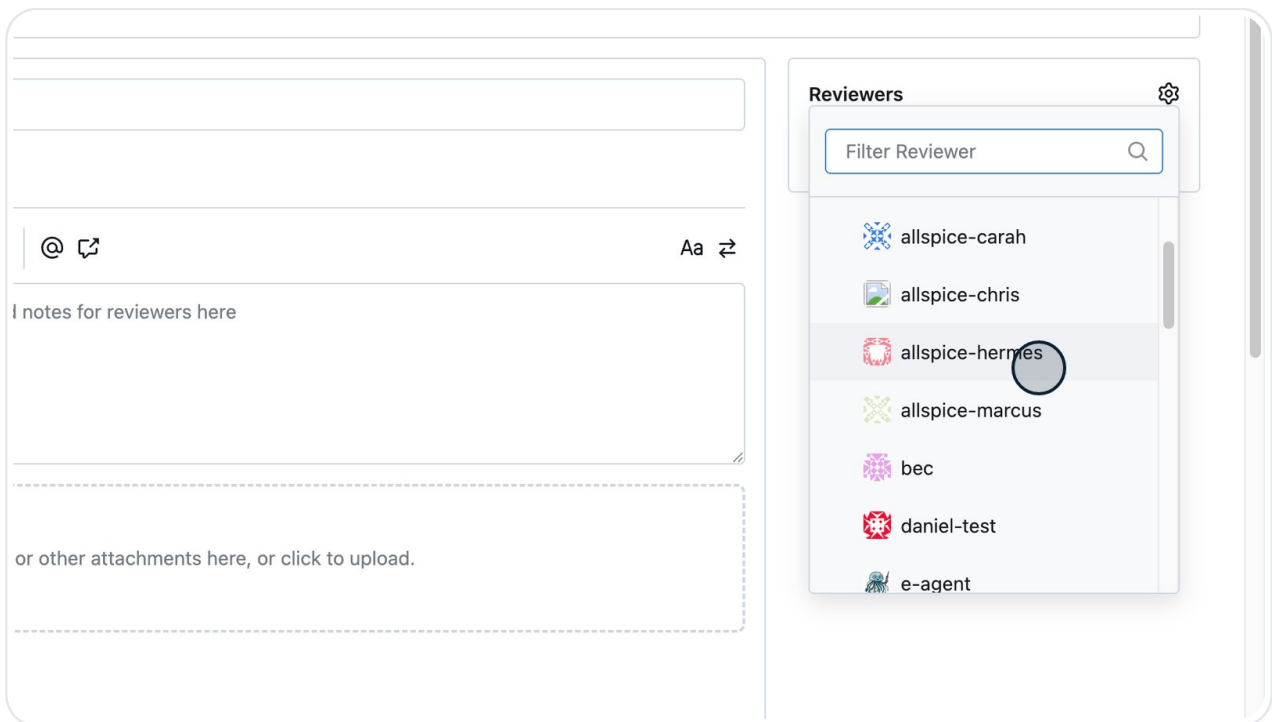 Reviewers
Filter Reviewer
@
Aa
allspice-carah
allspice-chris
notes for reviewers here
allspice-hermes
allspice-marcus
bec
daniel-test
or other attachments here, or click to upload.
e-agent